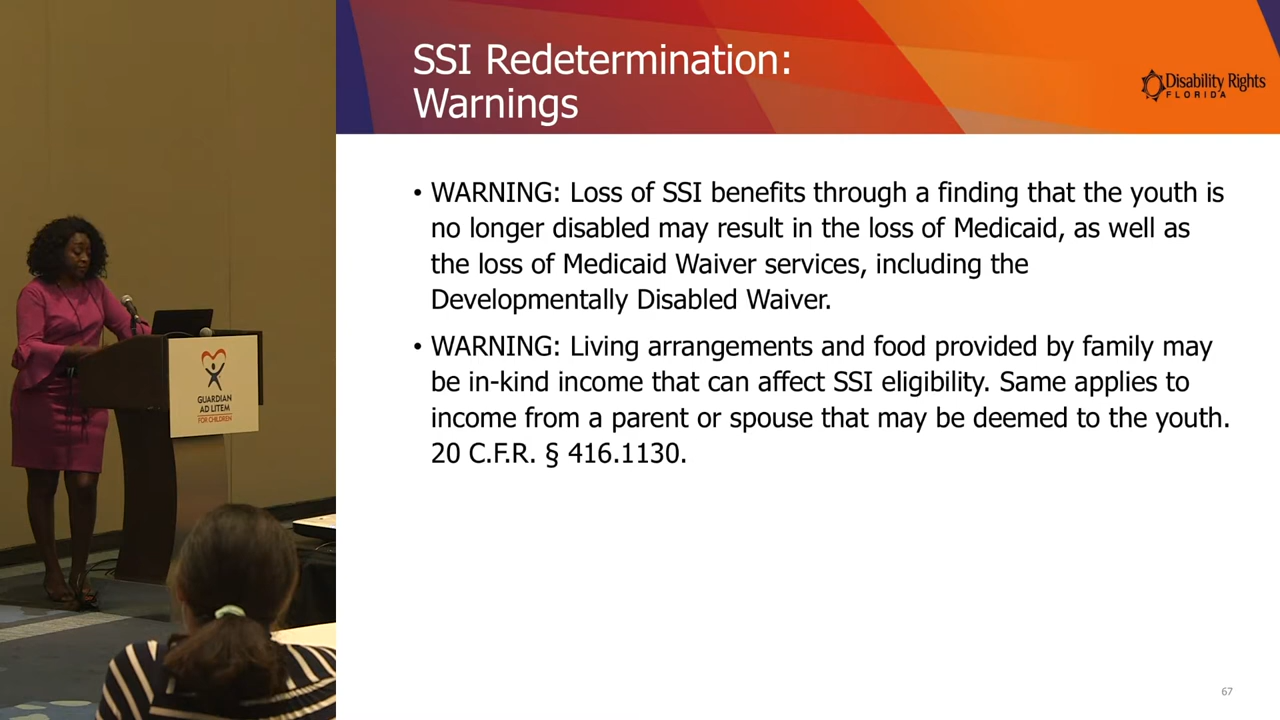 SSI Redetermination:
Warnings
Disability Rights
FLORIDA
• WARNING: Loss of SSI benefits through a finding that the youth is
no longer disabled may result in the loss of Medicaid, as well as
the loss of Medicaid Waiver services, including the
Developmentally Disabled Waiver.
• WARNING: Living arrangements and food provided by family may
be in-kind income that can affect SSI eligibility. Same applies to
income from a parent or spouse that may be deemed to the youth.
20 C.F.R. § 416.1130.
GUARDIAN
AD LITEM
FOR CHILDREN
67